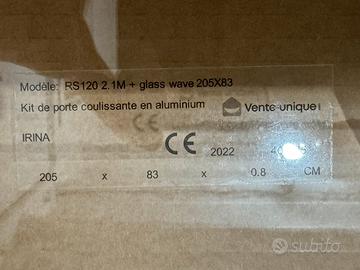 Modèle: RS120 2.1M + glass wave 205X83
Kit de porte coulissante en aluminium
Vente-unique
IRINA
CE
2022
205 x 83 x 0.8 CM
subito